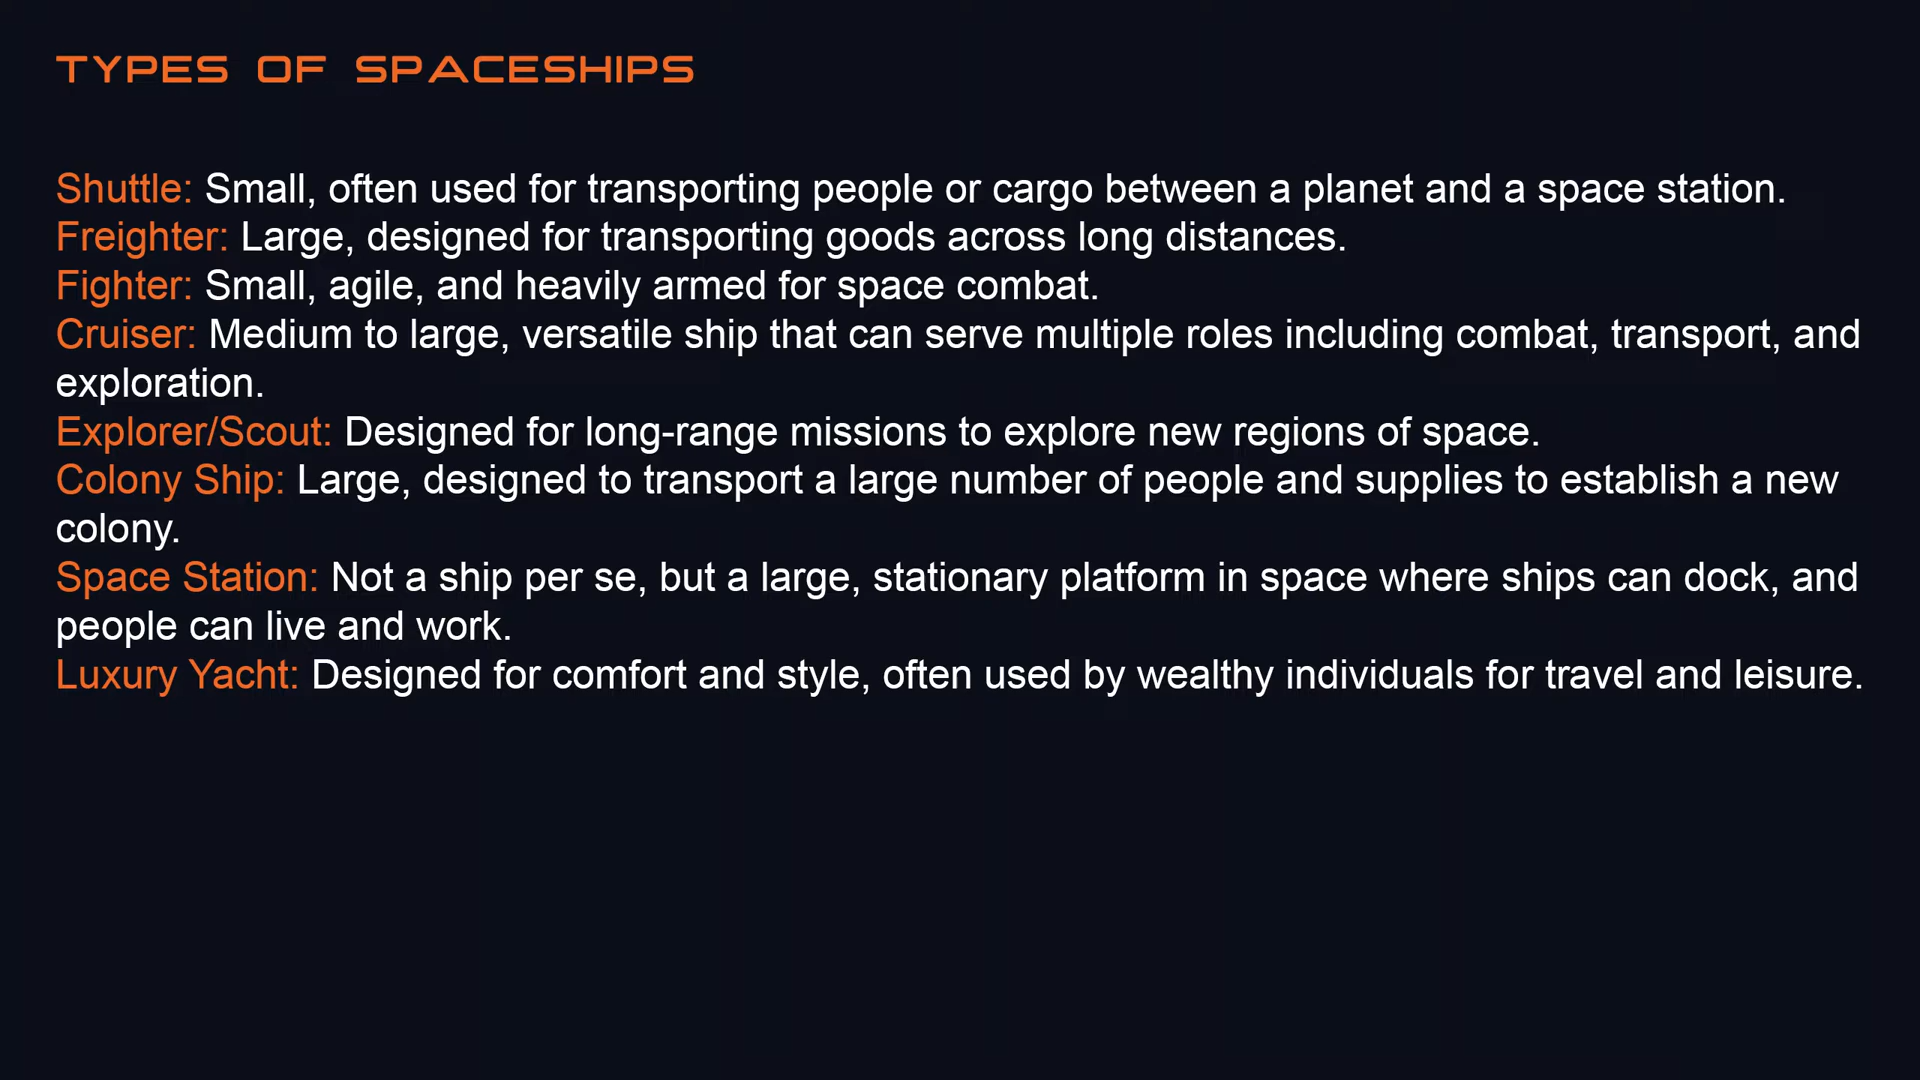 TYPES OF SPACESHIPS
Shuttle: Small, often used for transporting people or cargo between a planet and a space station.
Freighter: Large, designed for transporting goods across long distances.
Fighter: Small, agile, and heavily armed for space combat.
Cruiser: Medium to large, versatile ship that can serve multiple roles including combat, transport, and
exploration.
Explorer/Scout: Designed for long-range missions to explore new regions of space.
Colony Ship: Large, designed to transport a large number of people and supplies to establish a new
colony.
Space Station: Not a ship per se, but a large, stationary platform in space where ships can dock, and
people can live and work.
Luxury Yacht: Designed for comfort and style, often used by wealthy individuals for travel and leisure.